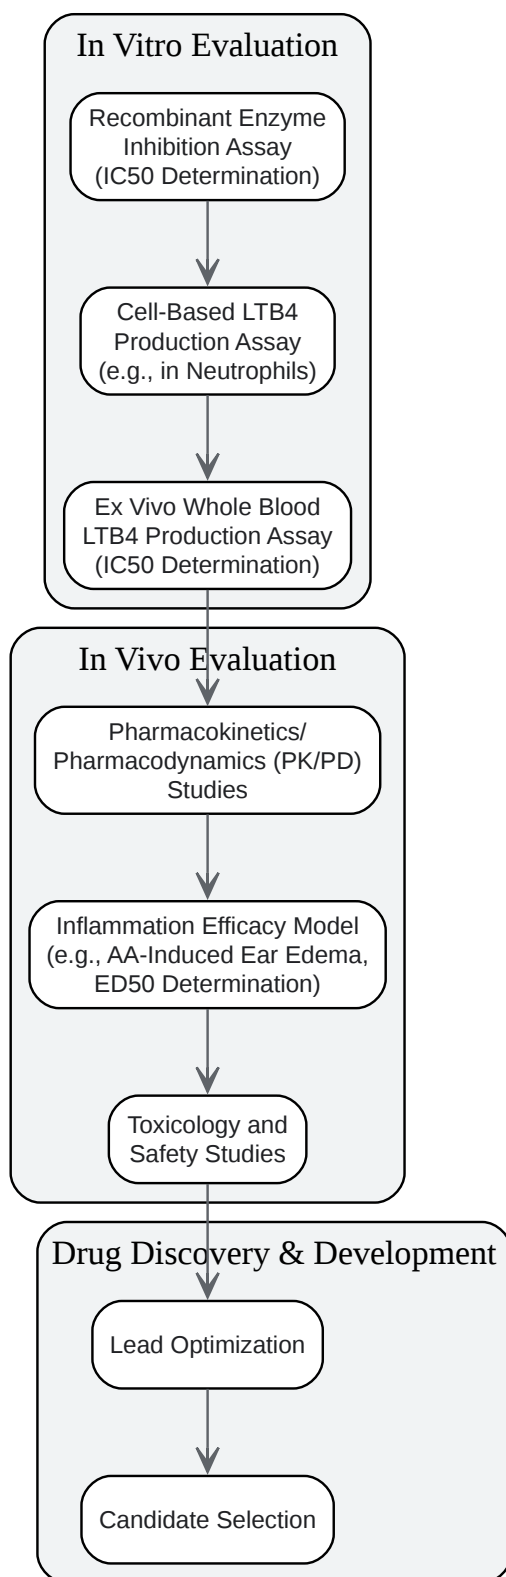 In Vitro Evaluation
Recombinant Enzyme
Inhibition Assay
(IC50 Determination)
Cell-Based LTB4
Production Assay
(e.g., in Neutrophils)
Ex Vivo Whole Blood
LTB4 Production Assay
(IC50 Determination)
In Vivo Evaluation
Pharmacokinetics/
Pharmacodynamics (PK/PD)
Studies
Inflammation Efficacy Model
(e.g., AA-Induced Ear Edema,
ED50 Determination)
Toxicology and
Safety Studies
Drug Discovery & Development
Lead Optimization
Candidate Selection